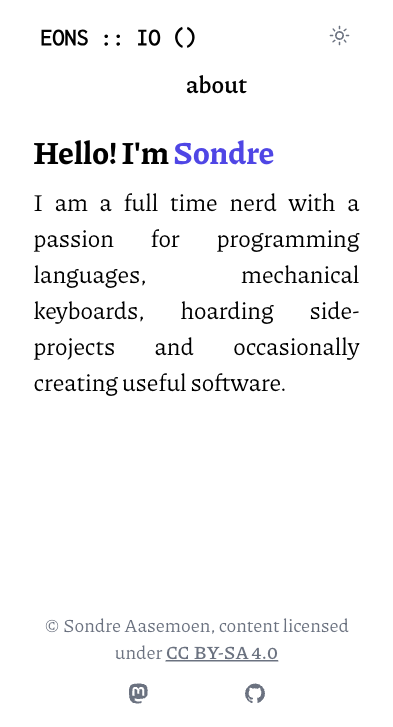 EONS :: IO ()
about
Hello! I'm Sondre
I am a full time nerd with a
passion for programming
languages, mechanical
keyboards, hoarding side-
projects and occasionally
creating useful software.
© Sondre Aasemoen, content licensed
under CC BY-SA 4.0